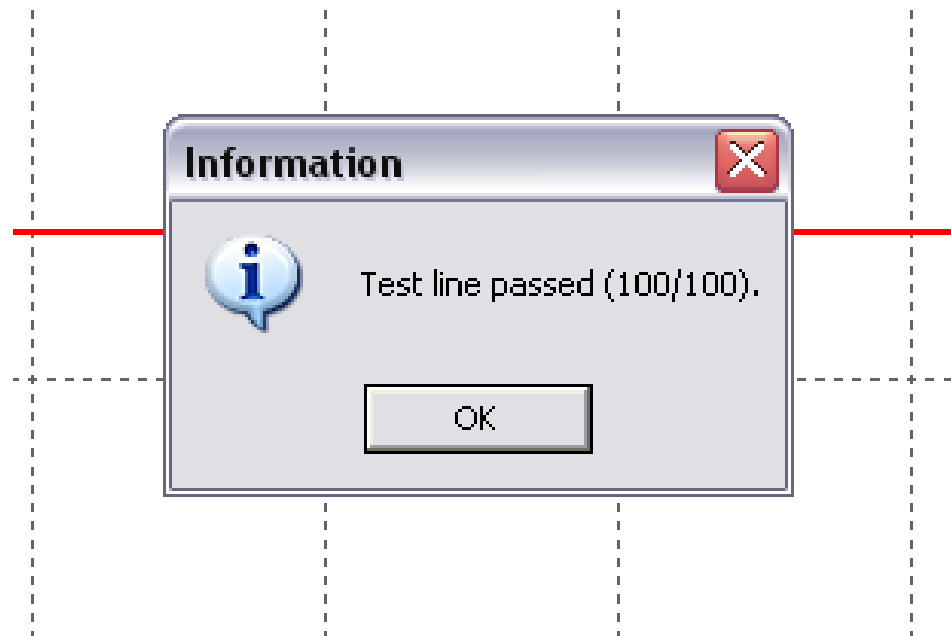 Information
Test line passed (100/100).
OK